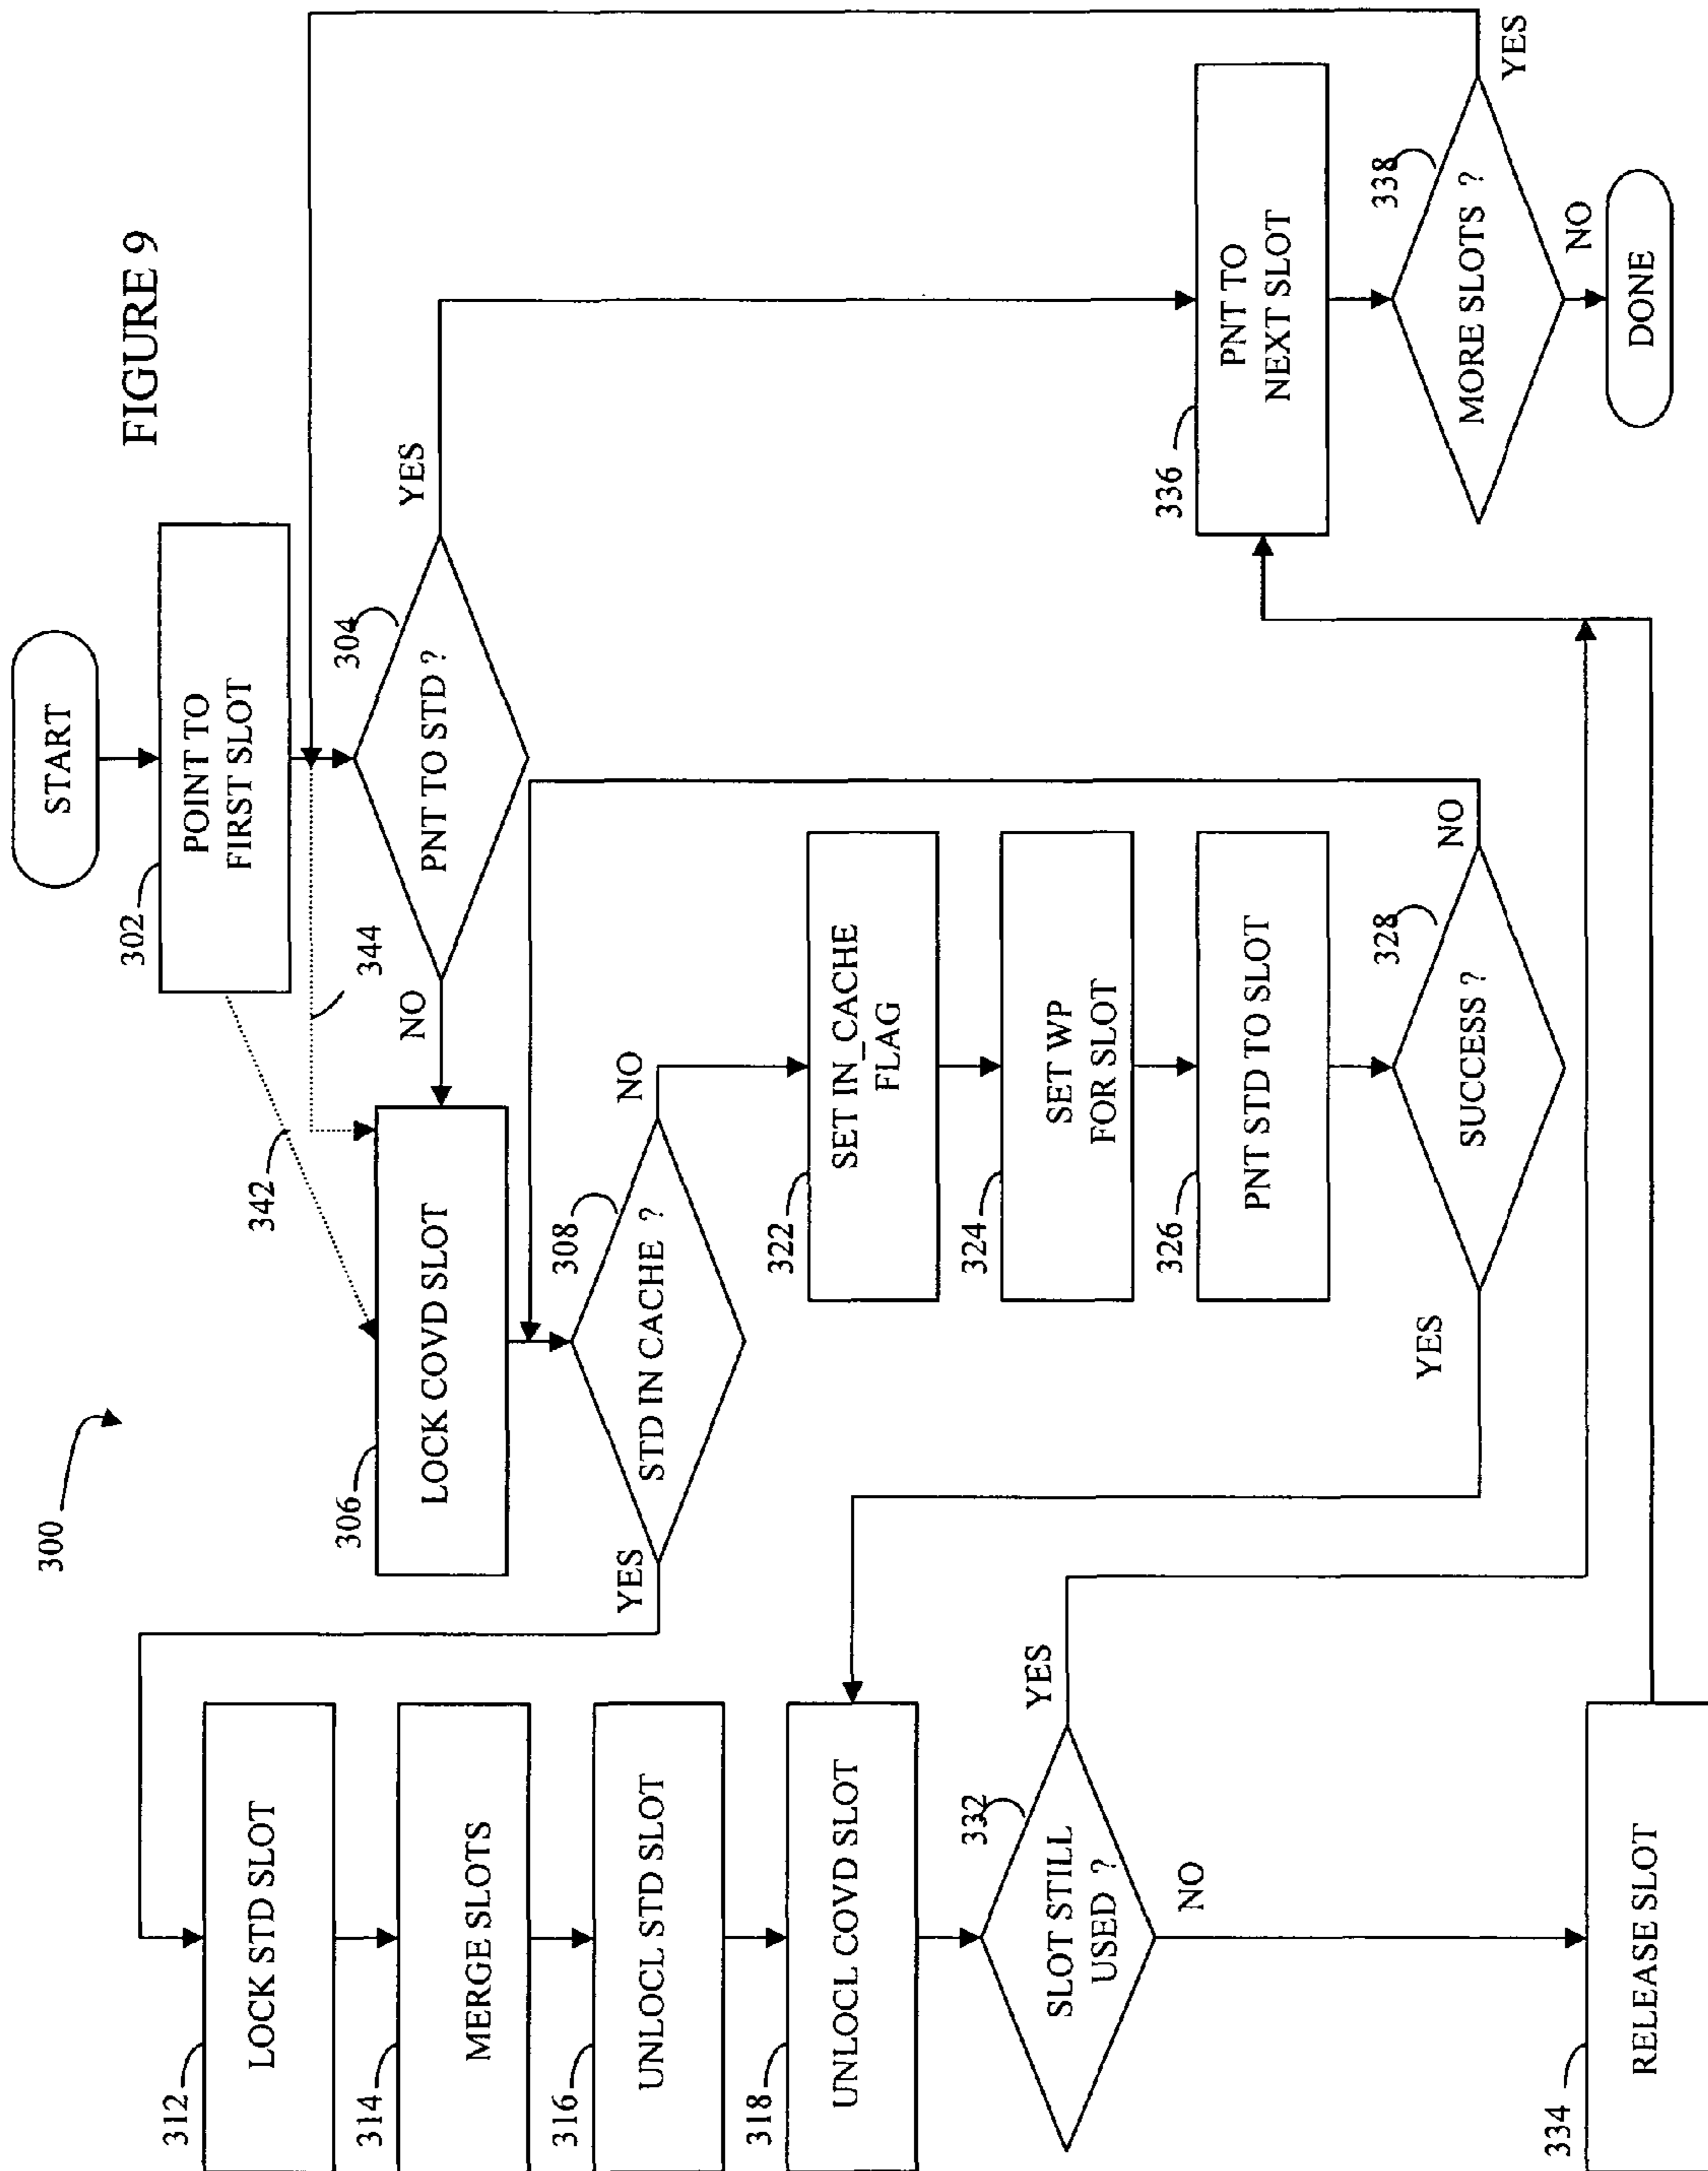 FIGURE 9
300
START
302
POINT TO
FIRST SLOT
304
PNT TO STD ?
YES
NO
342
344
306
LOCK COVD SLOT
308
STD IN CACHE ?
YES
NO
312
LOCK STD SLOT
314
MERGE SLOTS
316
UNLOCL STD SLOT
318
UNLOCL COVD SLOT
322
SET IN_CACHE
FLAG
324
SET WP
FOR SLOT
326
PNT STD TO SLOT
328
SUCCESS ?
YES
NO
332
SLOT STILL
USED ?
YES
NO
334
RELEASE SLOT
336
PNT TO
NEXT SLOT
338
MORE SLOTS ?
YES
NO
DONE